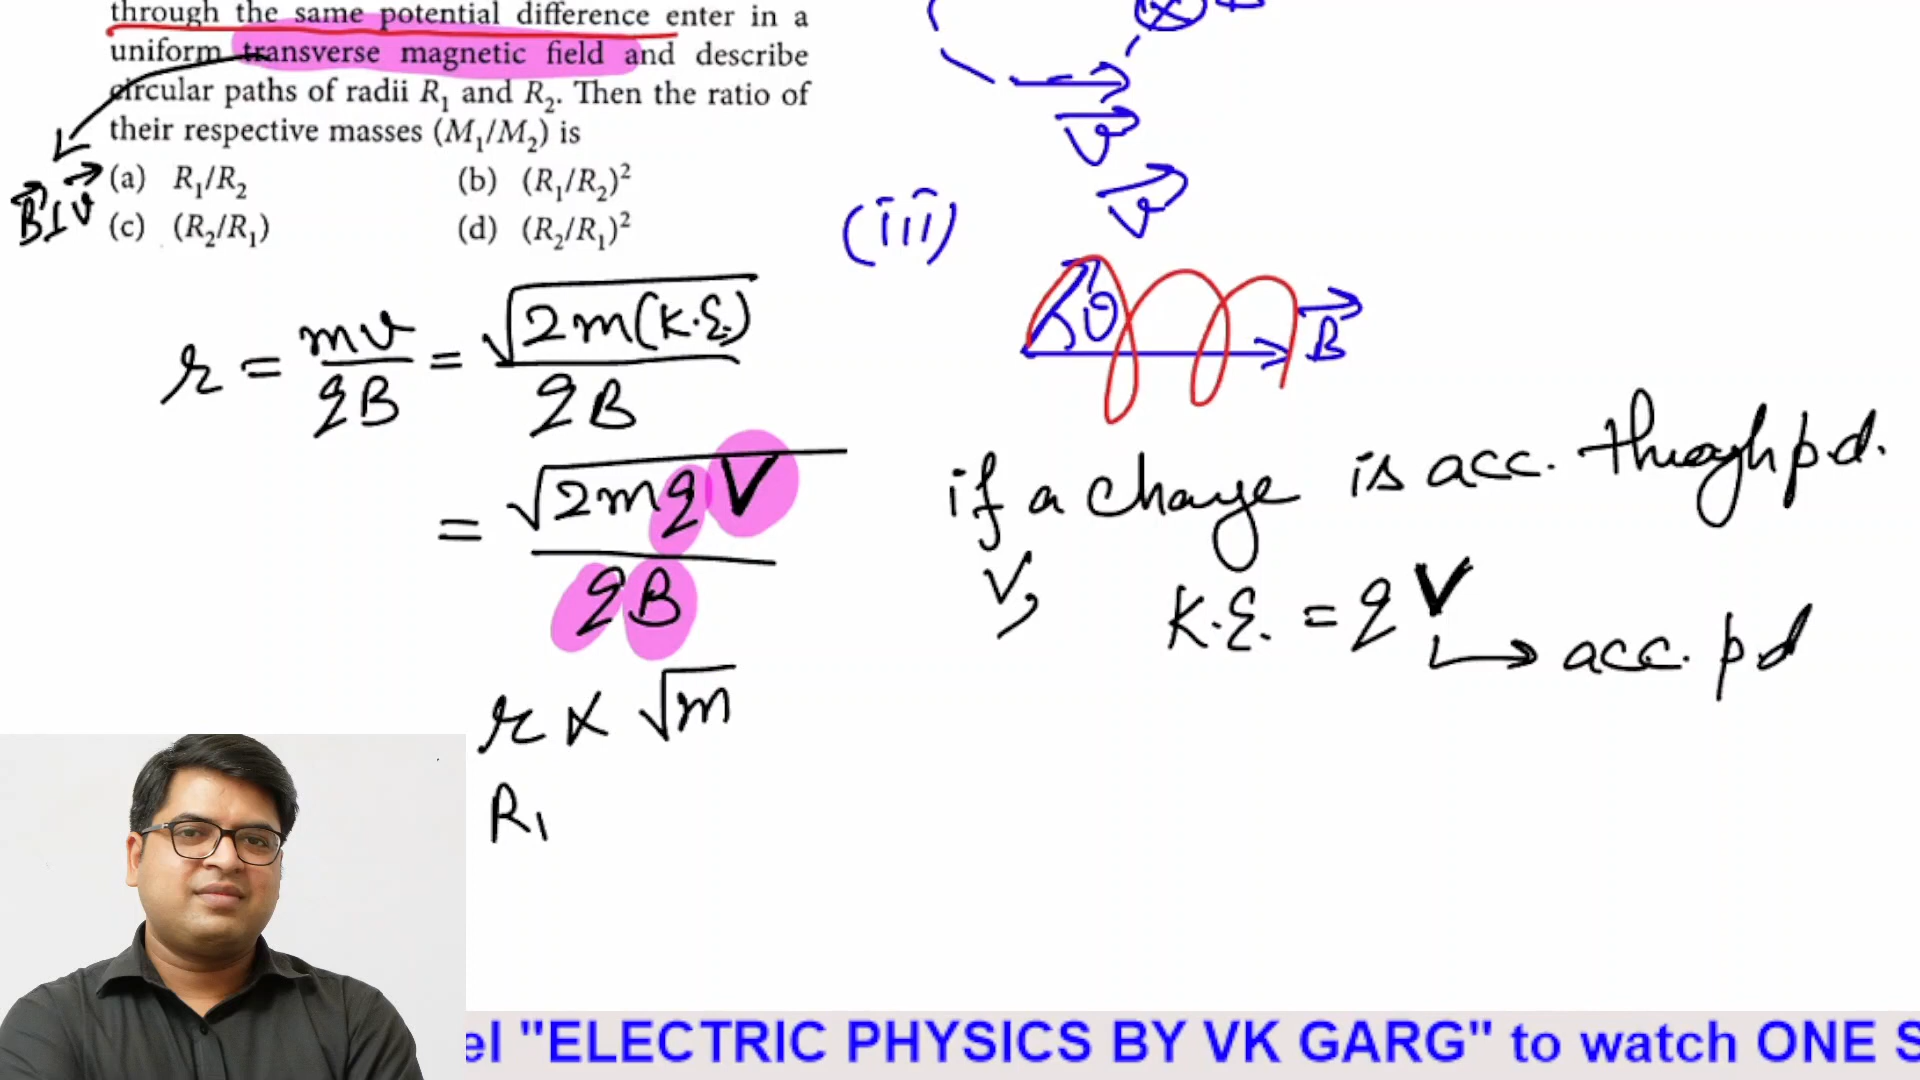 through the same potential difference enter in a
uniform transverse magnetic field and describe
circular paths of radii R₁ and R₂. Then the ratio of
their respective masses (M₁/M₂) is
(a) R₁/R₂ (b) (R₁/R₂)²
(c) (R₂/R₁) (d) (R₂/R₁)²
B⃗ ⊥ v⃗
v⃗
v⃗
(iii)
θ
B⃗
r = mv/qB = √2m(K.E.)/qB
= √2mqV/qB
r ∝ √m
R₁
if a charge is acc. through p.d.
V,
K.E. = qV
→ acc. p d
el "ELECTRIC PHYSICS BY VK GARG" to watch ONE S